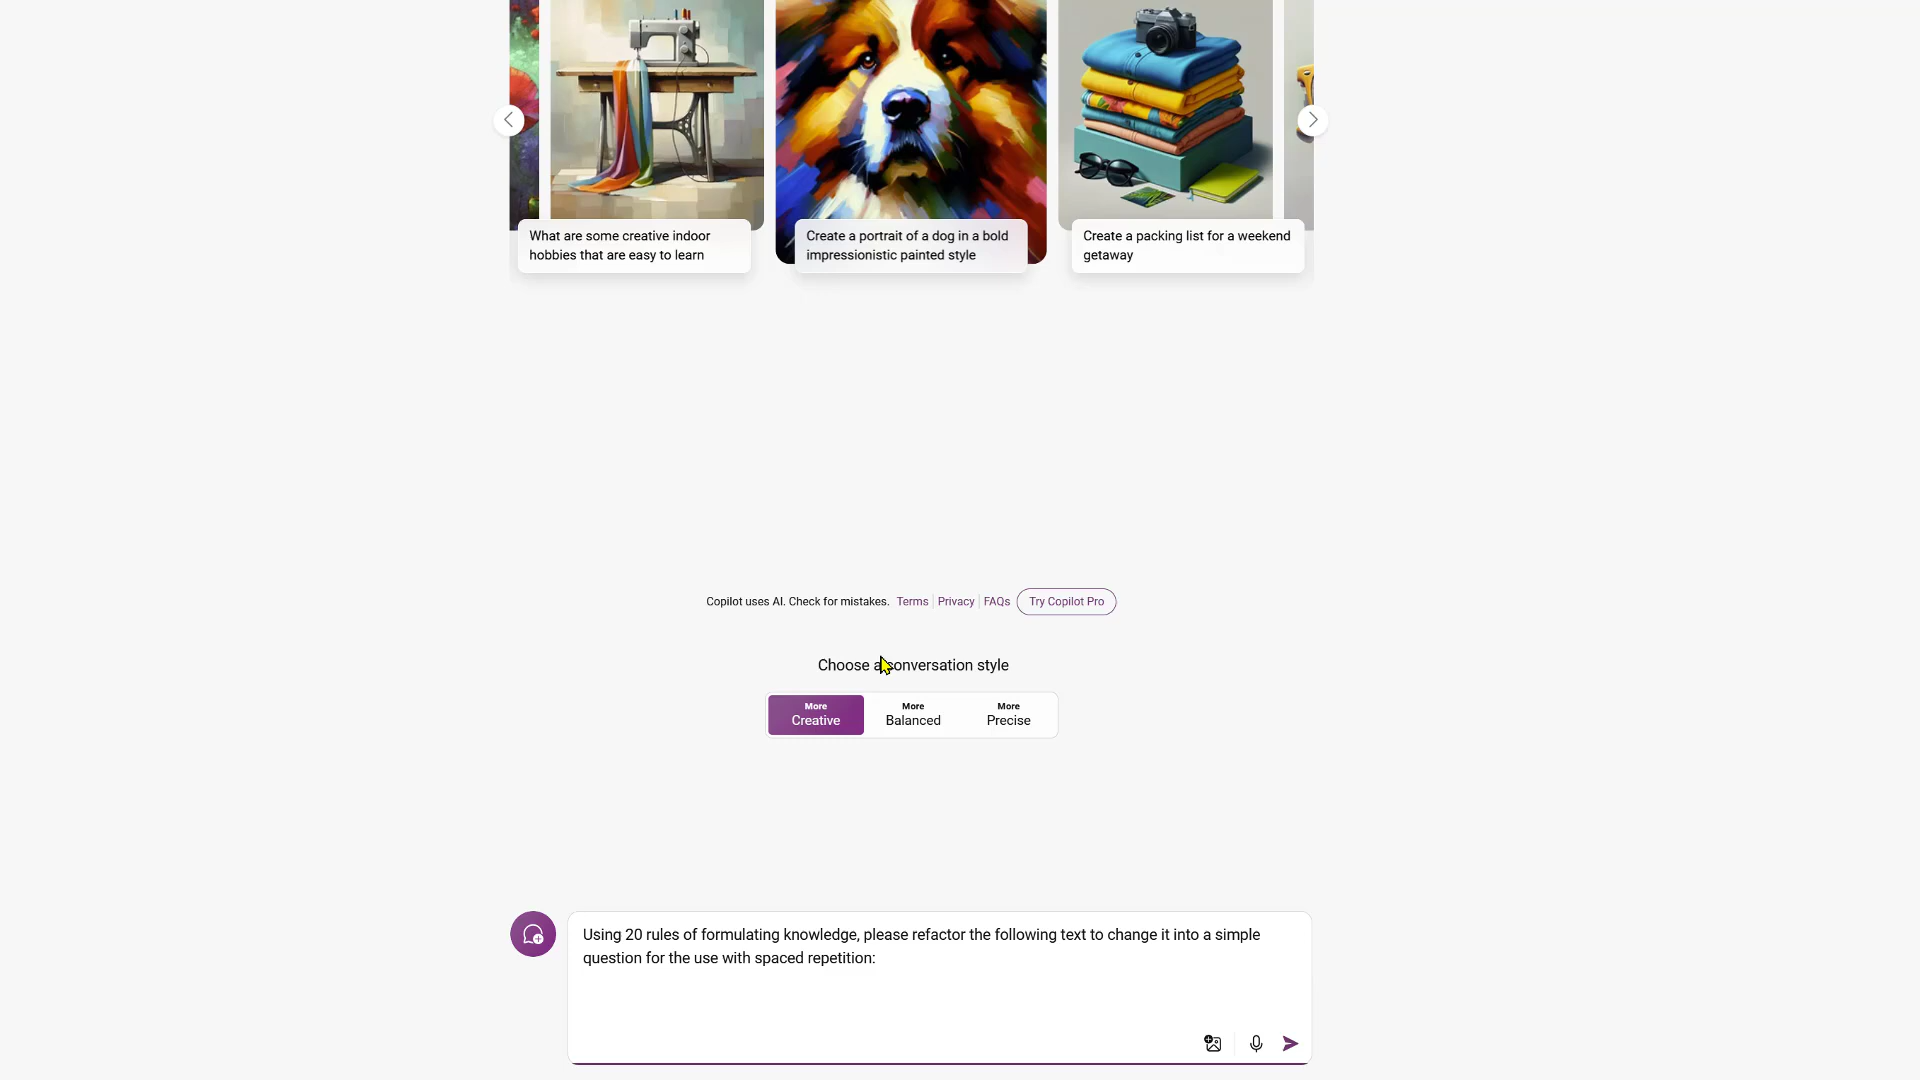 What are some creative indoor
hobbies that are easy to learn
Create a portrait of a dog in a bold
impressionistic painted style
Create a packing list for a weekend
getaway
Copilot uses AI. Check for mistakes. Terms Privacy FAQs Try Copilot Pro
Choose a conversation style
More
Creative
More
Balanced
More
Precise
Using 20 rules of formulating knowledge, please refactor the following text to change it into a simple
question for the use with spaced repetition: